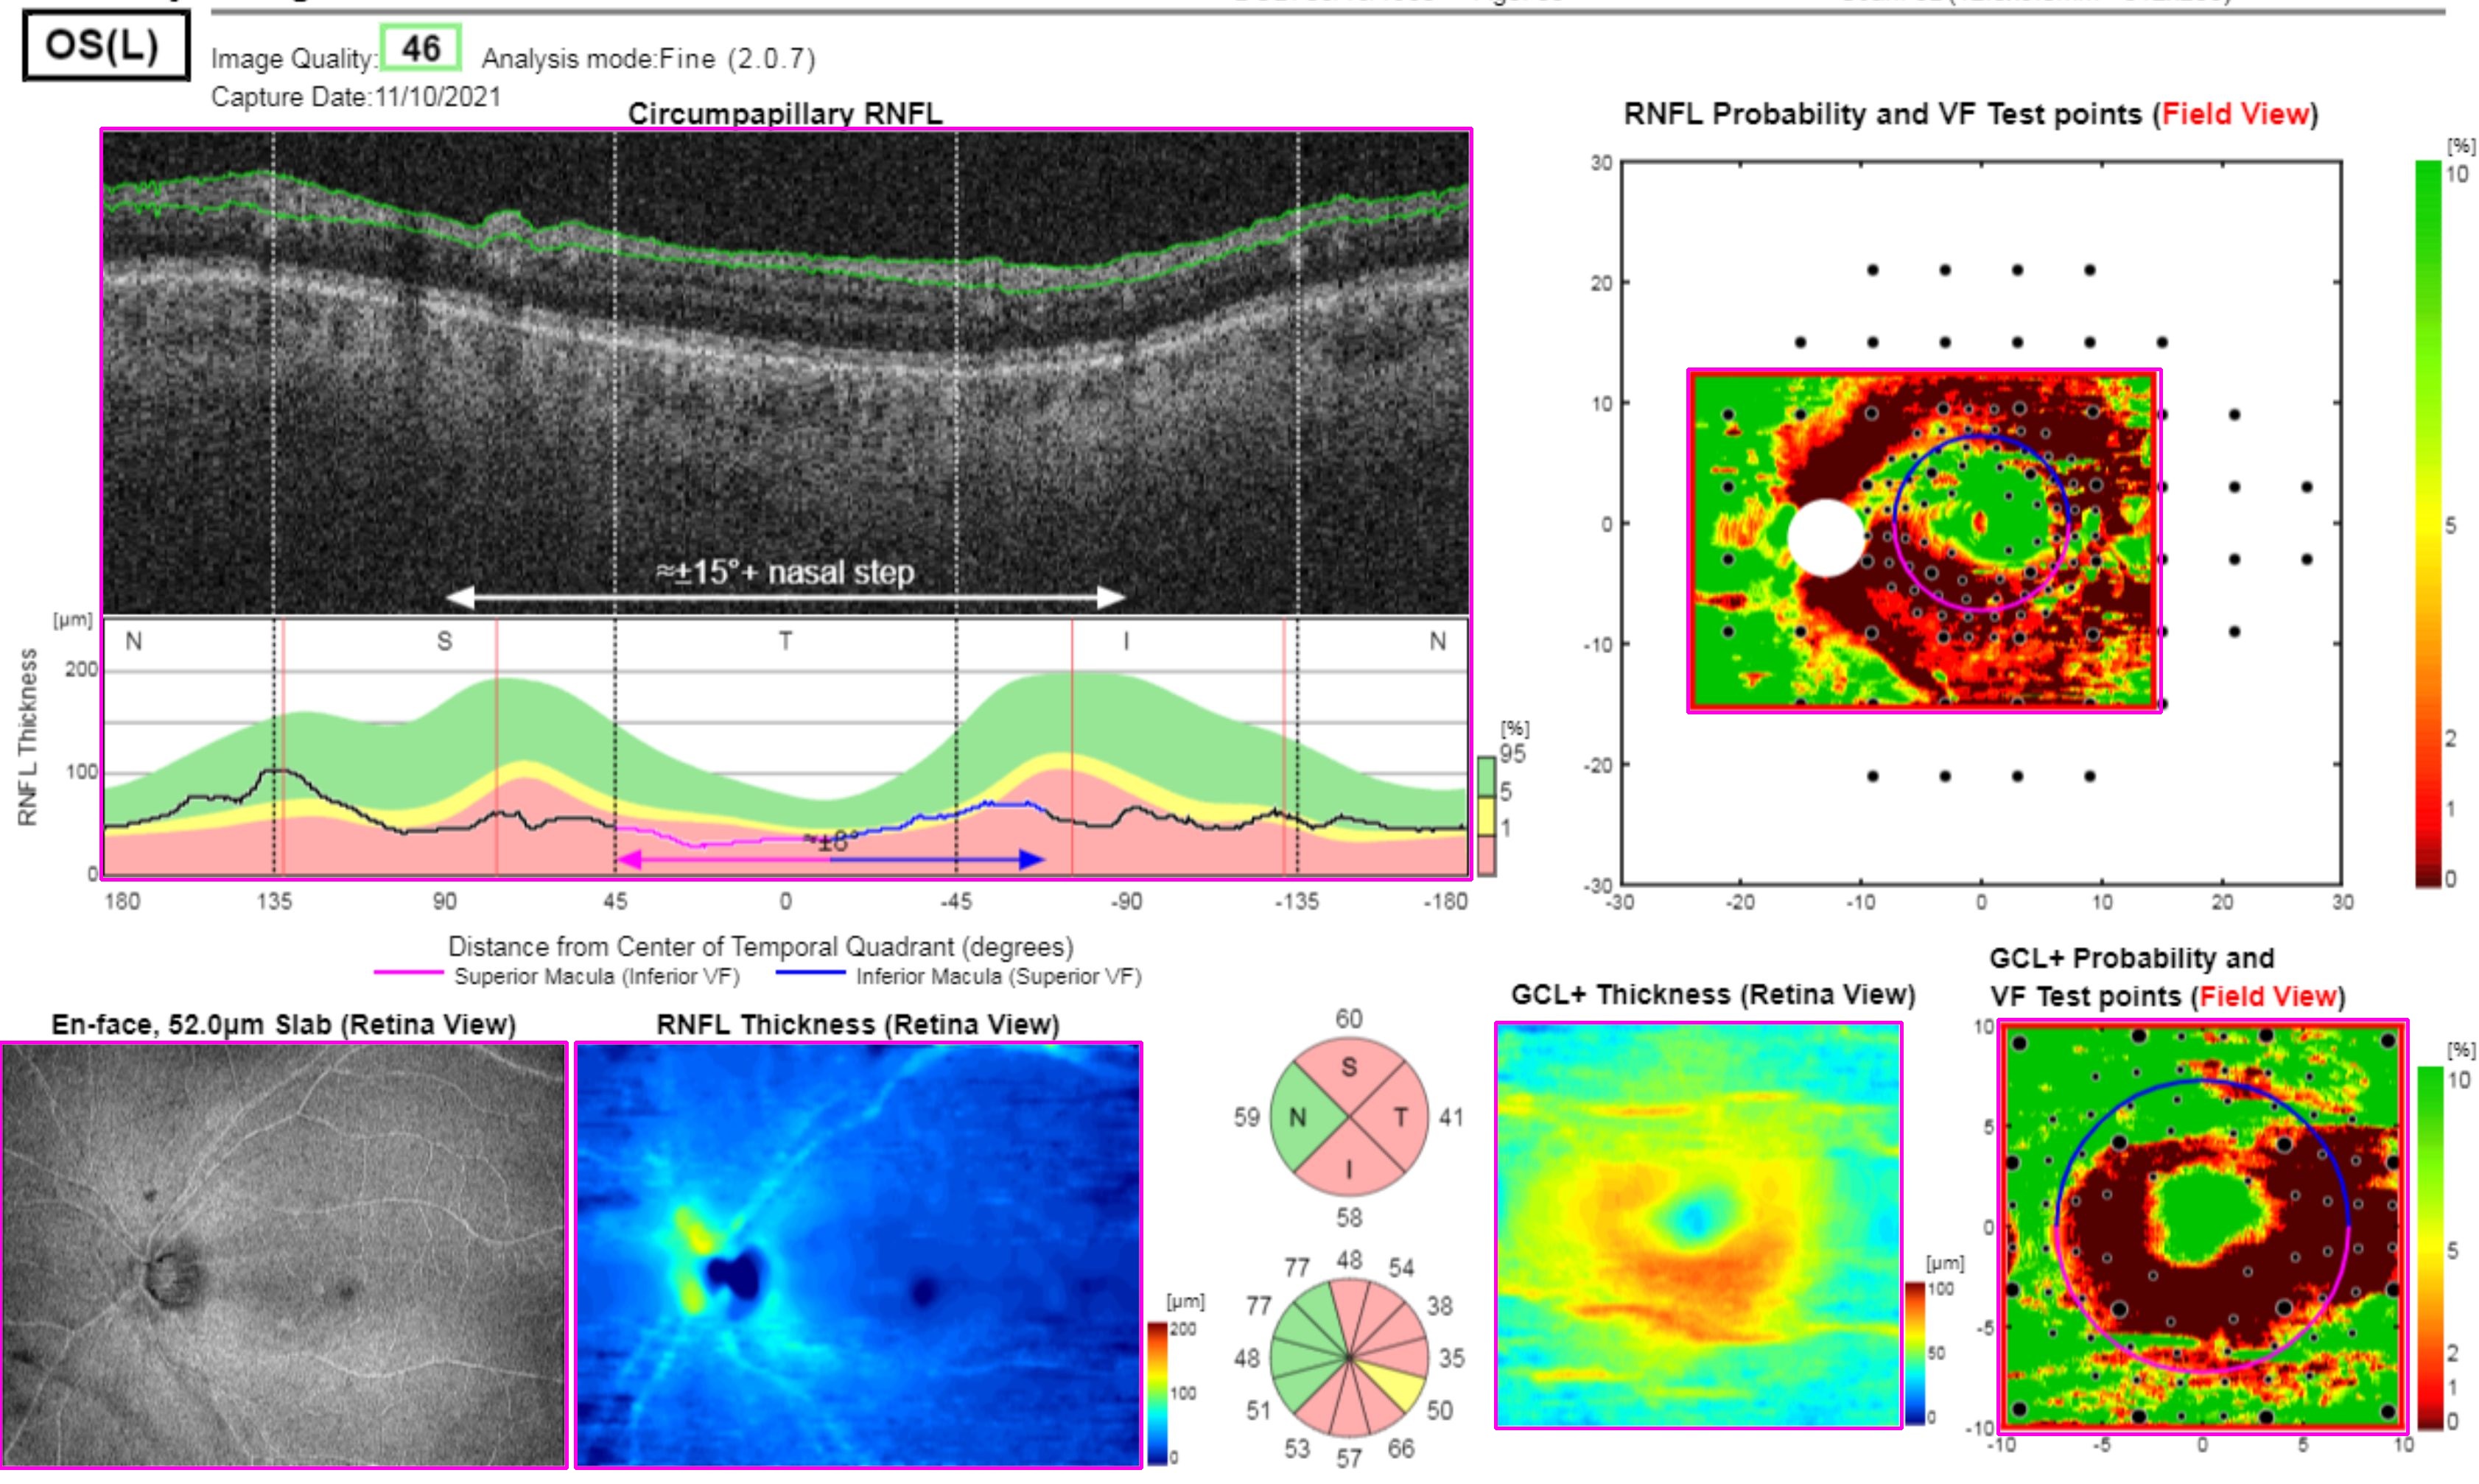 OS(L)
Image Quality: 46 Analysis mode:Fine (2.0.7)
Capture Date:11/10/2021
Circumpapillary RNFL
≈±15°+ nasal step
[µm]
N S T I N
200
100
0
RNFL Thickness
≈±8°
180 135 90 45 0 -45 -90 -135 -180
Distance from Center of Temporal Quadrant (degrees)
Superior Macula (Inferior VF) Inferior Macula (Superior VF)
[%]
95
5
1
RNFL Probability and VF Test points (Field View)
30
20
10
0
-10
-20
-30
-30 -20 -10 0 10 20 30
[%]
10
5
2
1
0
En-face, 52.0µm Slab (Retina View)
RNFL Thickness (Retina View)
[µm]
200
100
0
60
S
59 N T 41
I
58
77 48 54
77 38
48 35
51 50
53 57 66
GCL+ Thickness (Retina View)
[µm]
100
50
0
GCL+ Probability and
VF Test points (Field View)
10
5
0
-5
-10
-10 -5 0 5 10
[%]
10
5
2
1
0